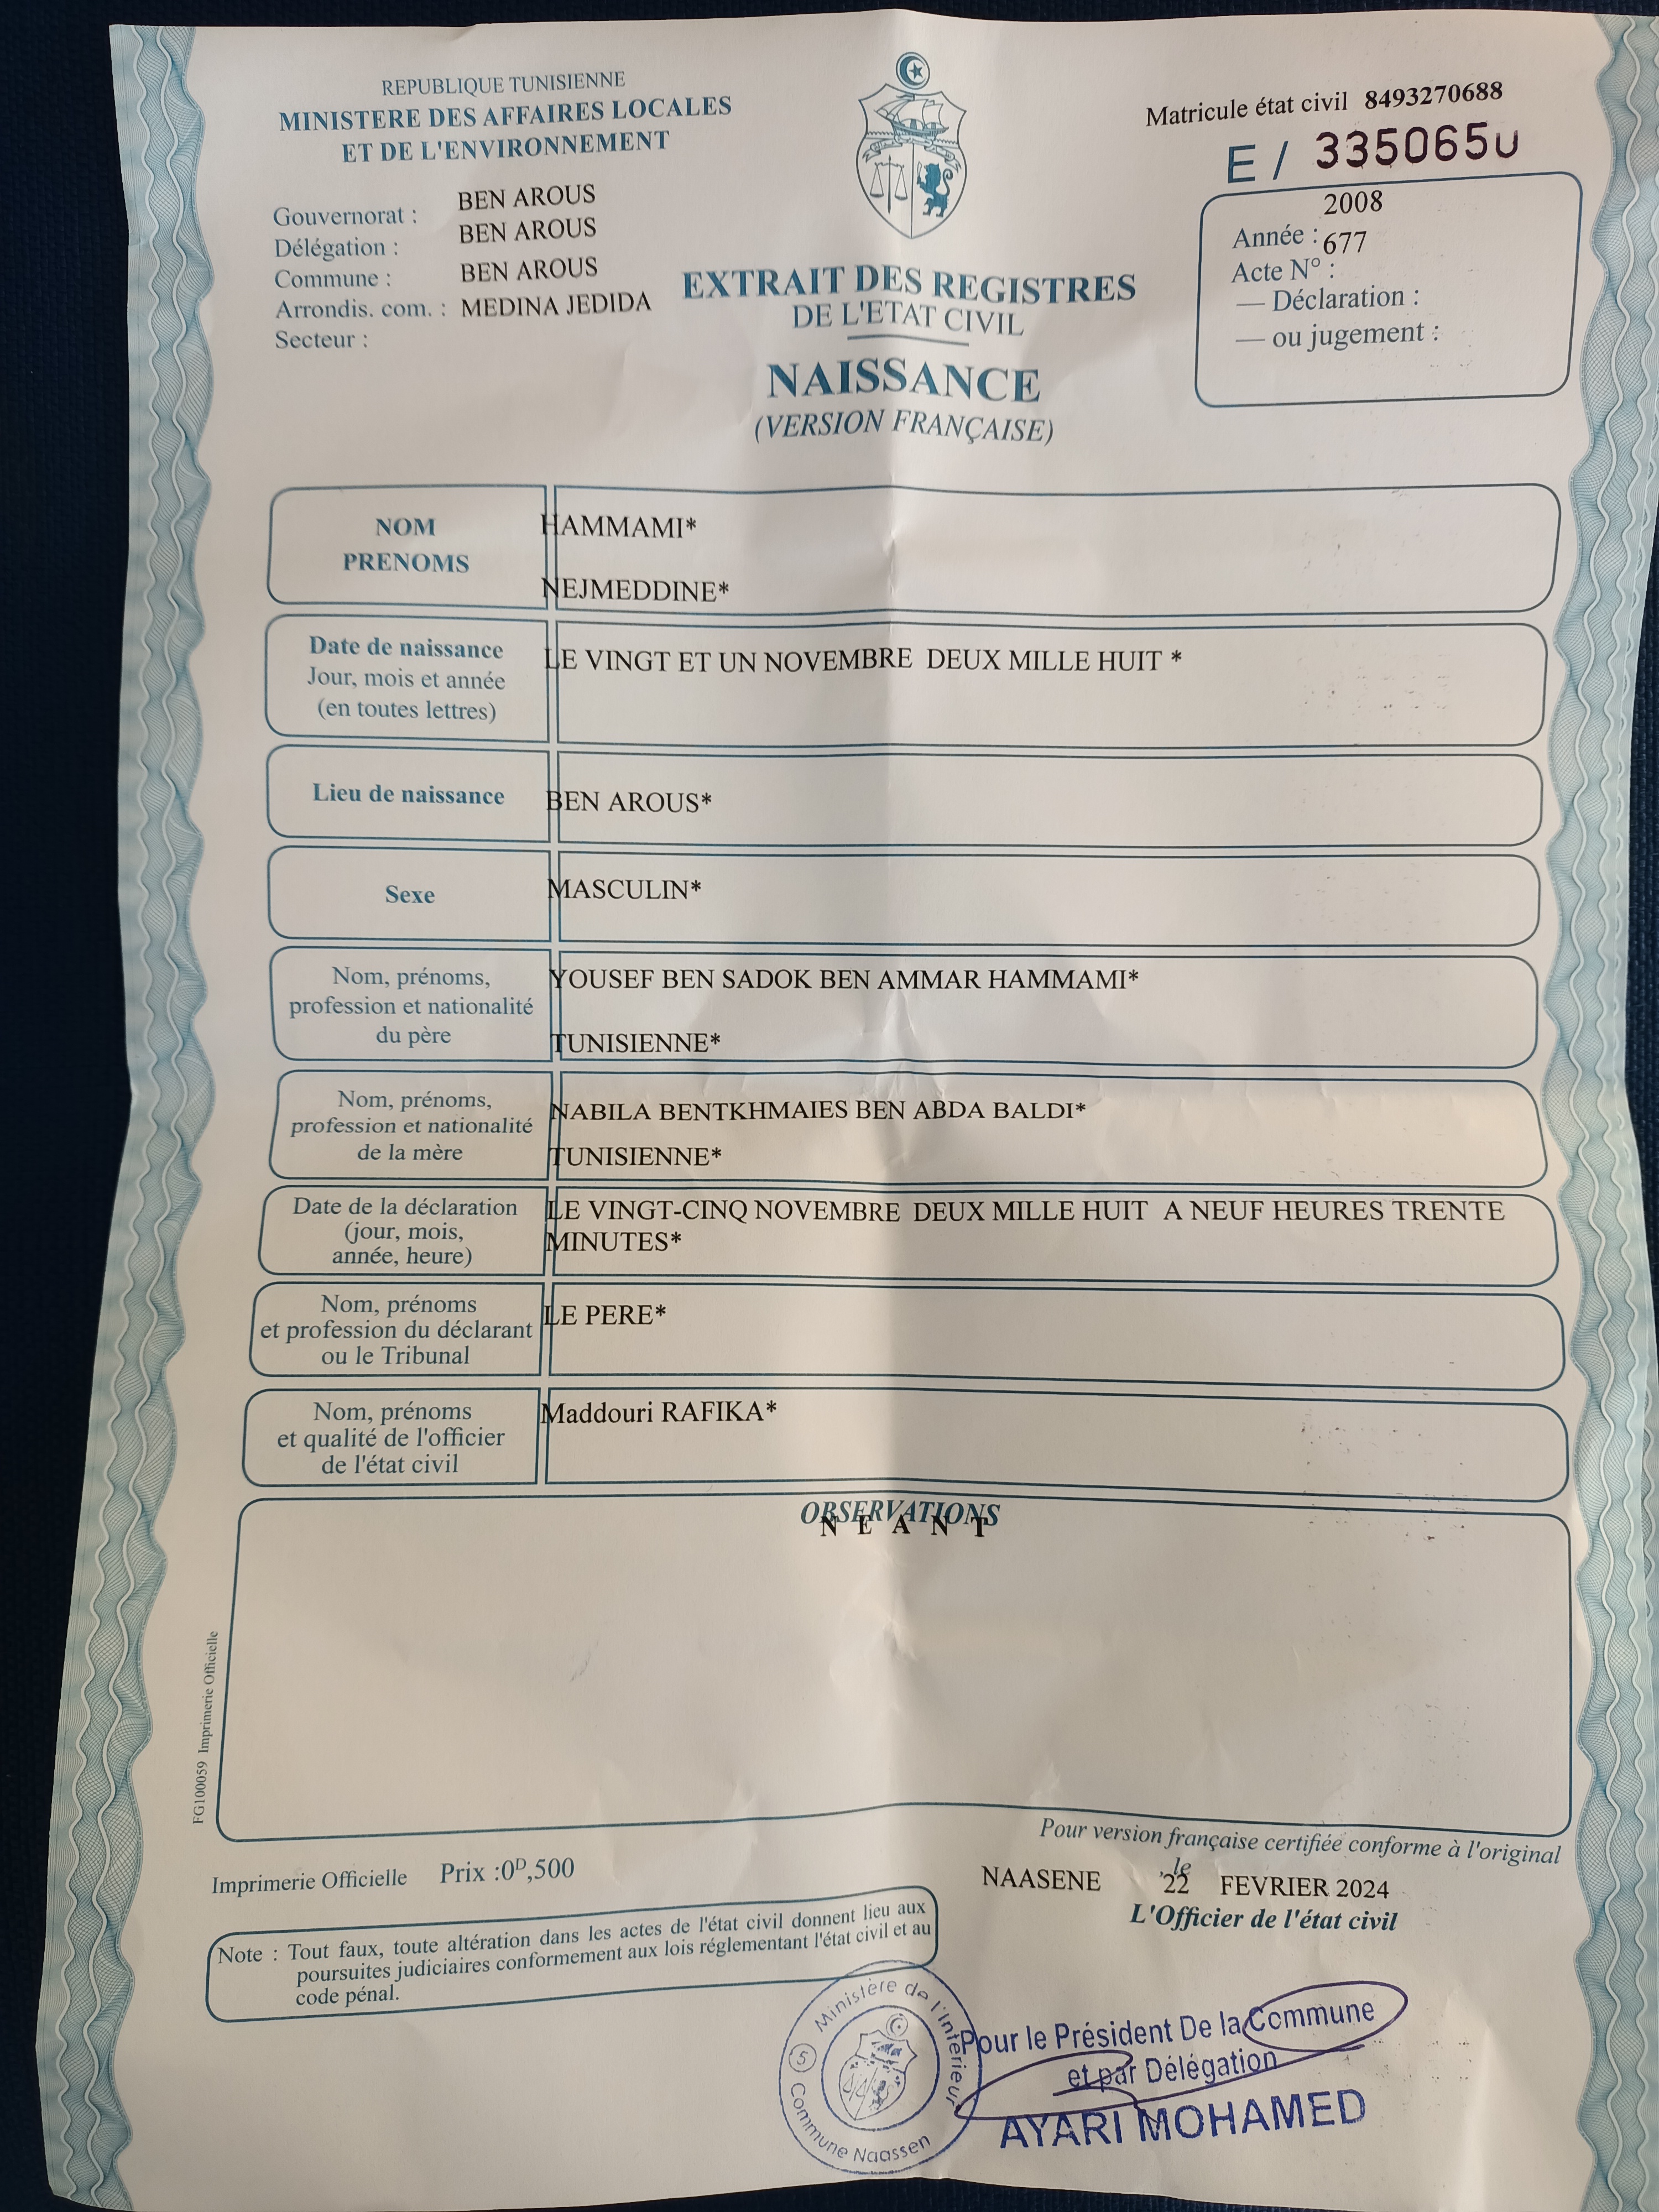 REPUBLIQUE TUNISIENNE
MINISTERE DES AFFAIRES LOCALES
ET DE L'ENVIRONNEMENT
Gouvernorat : BEN AROUS
Délégation : BEN AROUS
Commune : BEN AROUS
Arrondis. com. : MEDINA JEDIDA
Secteur :
Matricule état civil 8493270688
E / 335065U
2008
Année :
677
Acte N° :
— Déclaration :
— ou jugement :
EXTRAIT DES REGISTRES
DE L'ETAT CIVIL
NAISSANCE
(VERSION FRANÇAISE)
NOM HAMMAMI*
PRENOMS NEJMEDDINE*
Date de naissance
Jour, mois et année
(en toutes lettres)
LE VINGT ET UN NOVEMBRE DEUX MILLE HUIT *
Lieu de naissance BEN AROUS*
Sexe MASCULIN*
Nom, prénoms,
profession et nationalité
du père
YOUSEF BEN SADOK BEN AMMAR HAMMAMI*
TUNISIENNE*
Nom, prénoms,
profession et nationalité
de la mère
NABILA BENTKHMAIES BEN ABDA BALDI*
TUNISIENNE*
Date de la déclaration
(jour, mois,
année, heure)
LE VINGT-CINQ NOVEMBRE DEUX MILLE HUIT A NEUF HEURES TRENTE
MINUTES*
Nom, prénoms
et profession du déclarant
ou le Tribunal
LE PERE*
Nom, prénoms
et qualité de l'officier
de l'état civil
Maddouri RAFIKA*
OBSERVATIONS
N E A N T
FG100059 Imprimerie Officielle
Pour version française certifiée conforme à l'original
Imprimerie Officielle Prix :0ᴰ,500
NAASENE , le 22 FEVRIER 2024
L'Officier de l'état civil
Note : Tout faux, toute altération dans les actes de l'état civil donnent lieu aux
poursuites judiciaires conformement aux lois réglementant l'état civil et au
code pénal.
Ministère de l'Intérieur
5
Commune Naassen
Pour le Président De la Commune
et par Délégation
AYARI MOHAMED